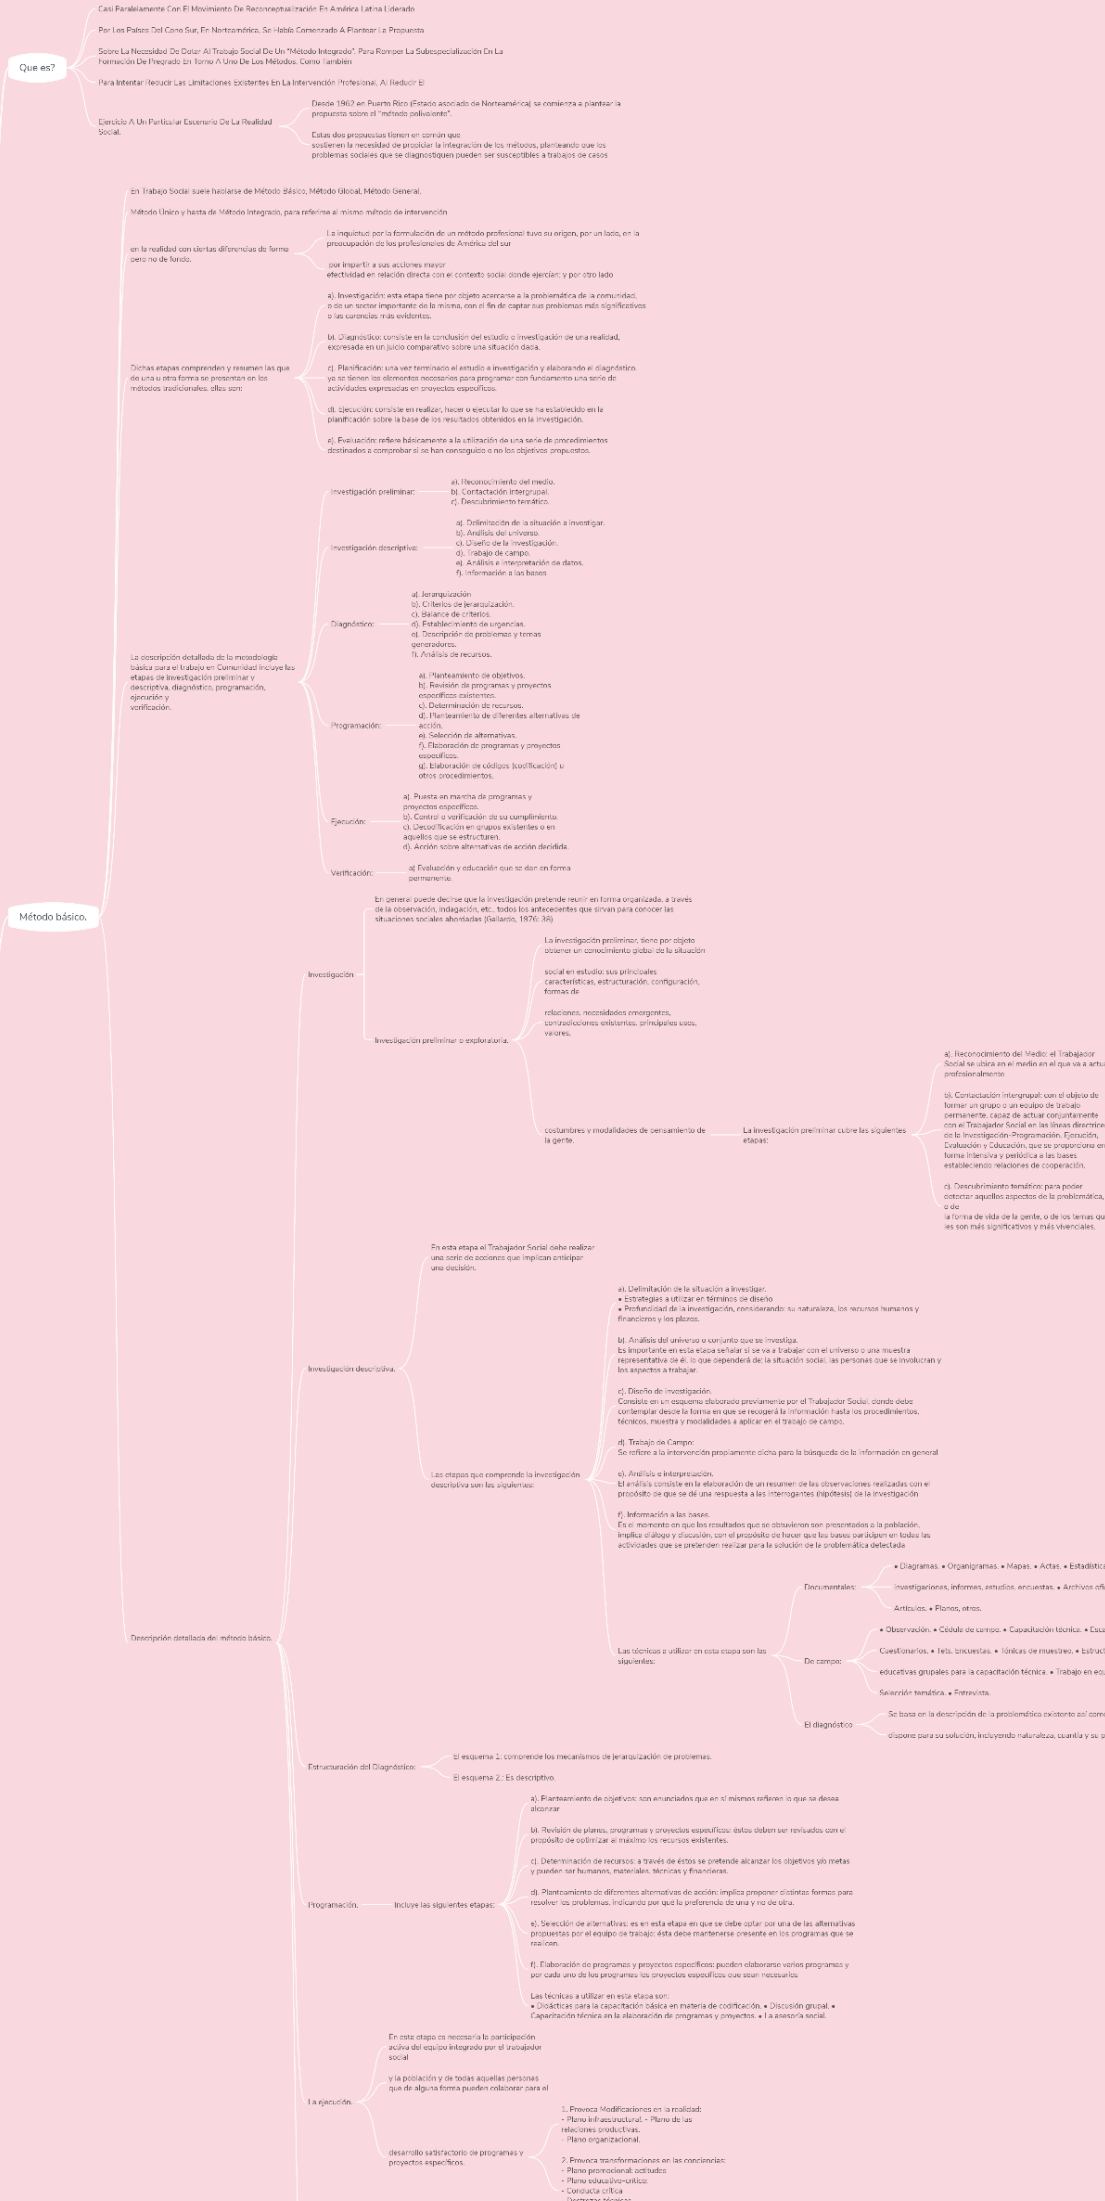 Que es?
Casi Paralelamente Con El Movimiento De Reconceptualización En América Latina Liderado
Por Los Países Del Cono Sur, En Norteamérica, Se Había Comenzado A Plantear La Propuesta
Sobre La Necesidad De Dotar Al Trabajo Social De Un "Método Integrado", Para Romper La Subespecialización En La
Formación De Pregrado En Torno A Uno De Los Métodos, Como También
Para Intentar Reducir Las Limitaciones Existentes En La Intervención Profesional, Al Reducir El
Ejercicio A Un Particular Escenario De La Realidad
Social.
Desde 1962 en Puerto Rico (Estado asociado de Norteamérica) se comienza a plantear la
propuesta sobre el "método polivalente".
Estas dos propuestas tienen en común que
sostienen la necesidad de propiciar la integración de los métodos, planteando que los
problemas sociales que se diagnostiquen pueden ser susceptibles a trabajos de casos
Método básico.
En Trabajo Social suele hablarse de Método Básico, Método Global, Método General,
Método Único y hasta de Método Integrado, para referirse al mismo método de intervención
en la realidad con ciertas diferencias de forma
pero no de fondo.
La inquietud por la formulación de un método profesional tuvo su origen, por un lado, en la
preocupación de los profesionales de América del sur
por impartir a sus acciones mayor
efectividad en relación directa con el contexto social donde ejercían; y por otro lado
Dichas etapas comprenden y resumen las que
de una u otra forma se presentan en los
métodos tradicionales, ellas son:
a). Investigación: esta etapa tiene por objeto acercarse a la problemática de la comunidad,
o de un sector importante de la misma, con el fin de captar sus problemas más significativos
o las carencias más evidentes.
b). Diagnóstico: consiste en la conclusión del estudio o investigación de una realidad,
expresada en un juicio comparativo sobre una situación dada.
c). Planificación: una vez terminado el estudio e investigación y elaborando el diagnóstico,
ya se tienen los elementos necesarios para programar con fundamento una serie de
actividades expresadas en proyectos específicos.
d). Ejecución: consiste en realizar, hacer o ejecutar lo que se ha establecido en la
planificación sobre la base de los resultados obtenidos en la investigación.
e). Evaluación: refiere básicamente a la utilización de una serie de procedimientos
destinados a comprobar si se han conseguido o no los objetivos propuestos.
La descripción detallada de la metodología
básica para el trabajo en Comunidad incluye las
etapas de investigación preliminar y
descriptiva, diagnóstico, programación,
ejecución y
verificación.
Investigación preliminar:
a). Reconocimiento del medio.
b). Contactación intergrupal.
c). Descubrimiento temático.
Investigación descriptiva:
a). Delimitación de la situación a investigar.
b). Análisis del universo.
c). Diseño de la investigación.
d). Trabajo de campo.
e). Análisis e interpretación de datos.
f). Información a las bases
Diagnóstico:
a). Jerarquización
b). Criterios de jerarquización.
c). Balance de criterios.
d). Establecimiento de urgencias.
e). Descripción de problemas y temas
generadores.
f). Análisis de recursos.
Programación:
a). Planteamiento de objetivos.
b). Revisión de programas y proyectos
específicos existentes.
c). Determinación de recursos.
d). Planteamiento de diferentes alternativas de
acción.
e). Selección de alternativas.
f). Elaboración de programas y proyectos
específicos.
g). Elaboración de códigos (codificación) u
otros procedimientos.
Ejecución:
a). Puesta en marcha de programas y
proyectos específicos.
b). Control o verificación de su cumplimiento.
c). Decodificación en grupos existentes o en
aquellos que se estructuren.
d). Acción sobre alternativas de acción decidida.
Verificación:
a) Evaluación y educación que se dan en forma
permanente.
Descripción detallada del método básico.
Investigación
En general puede decirse que la investigación pretende reunir en forma organizada, a través
de la observación, indagación, etc., todos los antecedentes que sirvan para conocer las
situaciones sociales abordadas (Gallardo, 1976: 38)
Investigación preliminar o exploratoria.
La investigación preliminar, tiene por objeto
obtener un conocimiento global de la situación
social en estudio: sus principales
características, estructuración, configuración,
formas de
relaciones, necesidades emergentes,
contradicciones existentes, principales usos,
valores,
costumbres y modalidades de pensamiento de
la gente.
La investigación preliminar cubre las siguientes
etapas:
a). Reconocimiento del Medio: el Trabajador
Social se ubica en el medio en el que va a actu
profesionalmente
b). Contactación intergrupal: con el objeto de
formar un grupo o un equipo de trabajo
permanente, capaz de actuar conjuntamente
con el Trabajador Social en las líneas directrice
de la Investigación-Programación, Ejecución,
Evaluación y Educación, que se proporciona en
forma intensiva y periódica a las bases
estableciendo relaciones de cooperación.
c). Descubrimiento temático: para poder
detectar aquellos aspectos de la problemática,
o de
la forma de vida de la gente, o de los temas qu
les son más significativos y más vivenciales.
Investigación descriptiva.
En esta etapa el Trabajador Social debe realizar
una serie de acciones que implican anticipar
una decisión.
Las etapas que comprende la investigación
descriptiva son las siguientes:
a). Delimitación de la situación a investigar.
• Estrategias a utilizar en términos de diseño
• Profundidad de la investigación, considerando: su naturaleza, los recursos humanos y
financieros y los plazos.
b). Análisis del universo o conjunto que se investiga.
Es importante en esta etapa señalar si se va a trabajar con el universo o una muestra
representativa de él, lo que dependerá de: la situación social, las personas que se involucran y
los aspectos a trabajar.
c). Diseño de investigación.
Consiste en un esquema elaborado previamente por el Trabajador Social, donde debe
contemplar desde la forma en que se recogerá la información hasta los procedimientos,
técnicos, muestra y modalidades a aplicar en el trabajo de campo.
d). Trabajo de Campo:
Se refiere a la intervención propiamente dicha para la búsqueda de la información en general
e). Análisis e interpretación.
El análisis consiste en la elaboración de un resumen de las observaciones realizadas con el
propósito de que se dé una respuesta a las interrogantes (hipótesis) de la investigación
f). Información a las bases.
Es el momento en que los resultados que se obtuvieron son presentados a la población,
implica diálogo y discusión, con el propósito de hacer que las bases participen en todas las
actividades que se pretenden realizar para la solución de la problemática detectada
Las técnicas a utilizar en esta etapa son las
siguientes:
Documentales:
• Diagramas. • Organigramas. • Mapas. • Actas. • Estadística
investigaciones, informes, estudios, encuestas. • Archivos ofi
Artículos. • Planos, otros.
De campo:
• Observación. • Cédula de campo. • Capacitación técnica. • Esca
Cuestionarios. • Tets. Encuestas. • Tónicas de muestreo. • Estruct
educativas grupales para la capacitación técnica. • Trabajo en equ
Selección temática. • Entrevista.
El diagnóstico
Se basa en la descripción de la problemática existente así como
dispone para su solución, incluyendo naturaleza, cuantía y su p
Estructuración del Diagnóstico:
El esquema 1: comprende los mecanismos de jerarquización de problemas.
El esquema 2.: Es descriptivo.
Programación.
Incluye las siguientes etapas:
a). Planteamiento de objetivos: son enunciados que en sí mismos refieren lo que se desea
alcanzar
b). Revisión de planes, programas y proyectos específicos: éstos deben ser revisados con el
propósito de optimizar al máximo los recursos existentes.
c). Determinación de recursos: a través de éstos se pretende alcanzar los objetivos y/o metas
y pueden ser humanos, materiales, técnicos y financieros.
d). Planteamiento de diferentes alternativas de acción: implica proponer distintas formas para
resolver los problemas, indicando por qué la preferencia de una y no de otra.
e). Selección de alternativas: es en esta etapa en que se debe optar por una de las alternativas
propuestas por el equipo de trabajo; ésta debe mantenerse presente en los programas que se
realicen.
f). Elaboración de programas y proyectos específicos: pueden elaborarse varios programas y
por cada uno de los programas los proyectos específicos que sean necesarios
Las técnicas a utilizar en esta etapa son:
• Didácticas para la capacitación básica en materia de codificación. • Discusión grupal. •
Capacitación técnica en la elaboración de programas y proyectos. • La asesoría social.
La ejecución.
En esta etapa es necesaria la participación
activa del equipo integrado por el trabajador
social
y la población y de todas aquellas personas
que de alguna forma pueden colaborar para el
desarrollo satisfactorio de programas y
proyectos específicos.
1. Provoca Modificaciones en la realidad:
- Plano infraestructural. - Plano de las
relaciones productivas.
- Plano organizacional.
2. Provoca transformaciones en las conciencias:
- Plano promocional: actitudes
- Plano educativo-crítico:
- Conducta crítica
- Destrezas técnicas